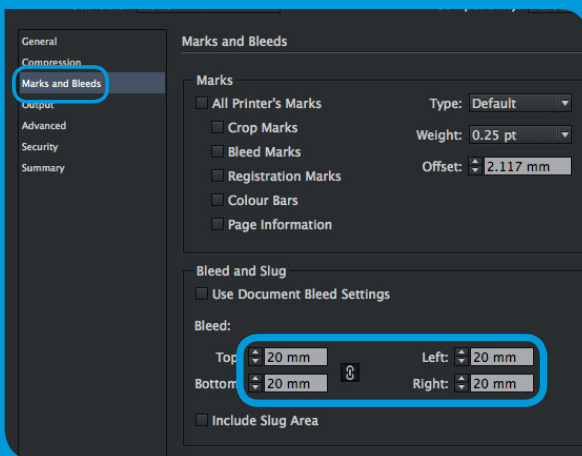 General
Compression
Marks and Bleeds
Output
Advanced
Security
Summary
Marks and Bleeds
Marks
All Printer's Marks
Crop Marks
Bleed Marks
Registration Marks
Colour Bars
Page Information
Type: Default
Weight: 0.25 pt
Offset: 2.117 mm
Bleed and Slug
Use Document Bleed Settings
Bleed:
Top: 20 mm Left: 20 mm
Bottom: 20 mm Right: 20 mm
Include Slug Area